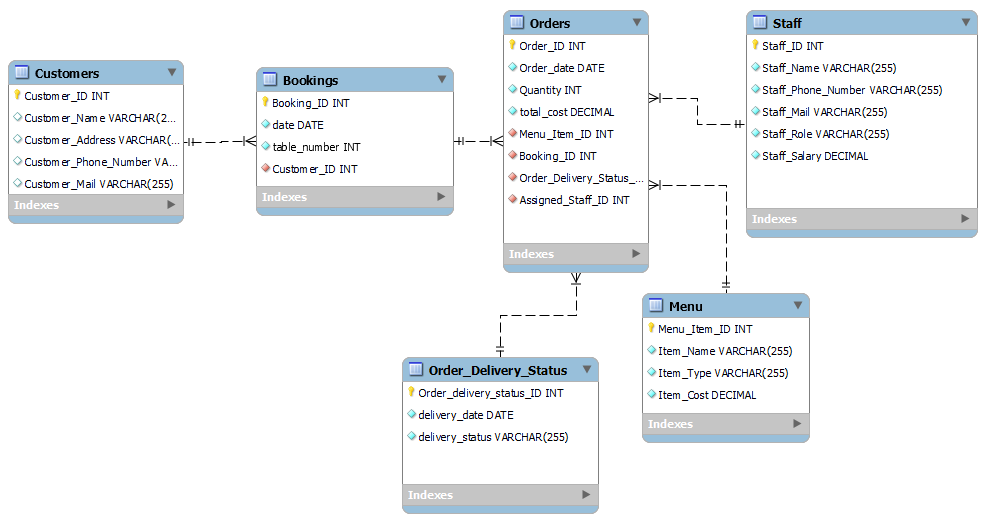 Customers
Customer_ID INT
Customer_Name VARCHAR(2...
Customer_Address VARCHAR(...
Customer_Phone_Number VA...
Customer_Mail VARCHAR(255)
Indexes
Bookings
Booking_ID INT
date DATE
table_number INT
Customer_ID INT
Indexes
Orders
Order_ID INT
Order_date DATE
Quantity INT
total_cost DECIMAL
Menu_Item_ID INT
Booking_ID INT
Order_Delivery_Status_...
Assigned_Staff_ID INT
Indexes
Staff
Staff_ID INT
Staff_Name VARCHAR(255)
Staff_Phone_Number VARCHAR(255)
Staff_Mail VARCHAR(255)
Staff_Role VARCHAR(255)
Staff_Salary DECIMAL
Indexes
Order_Delivery_Status
Order_delivery_status_ID INT
delivery_date DATE
delivery_status VARCHAR(255)
Indexes
Menu
Menu_Item_ID INT
Item_Name VARCHAR(255)
Item_Type VARCHAR(255)
Item_Cost DECIMAL
Indexes